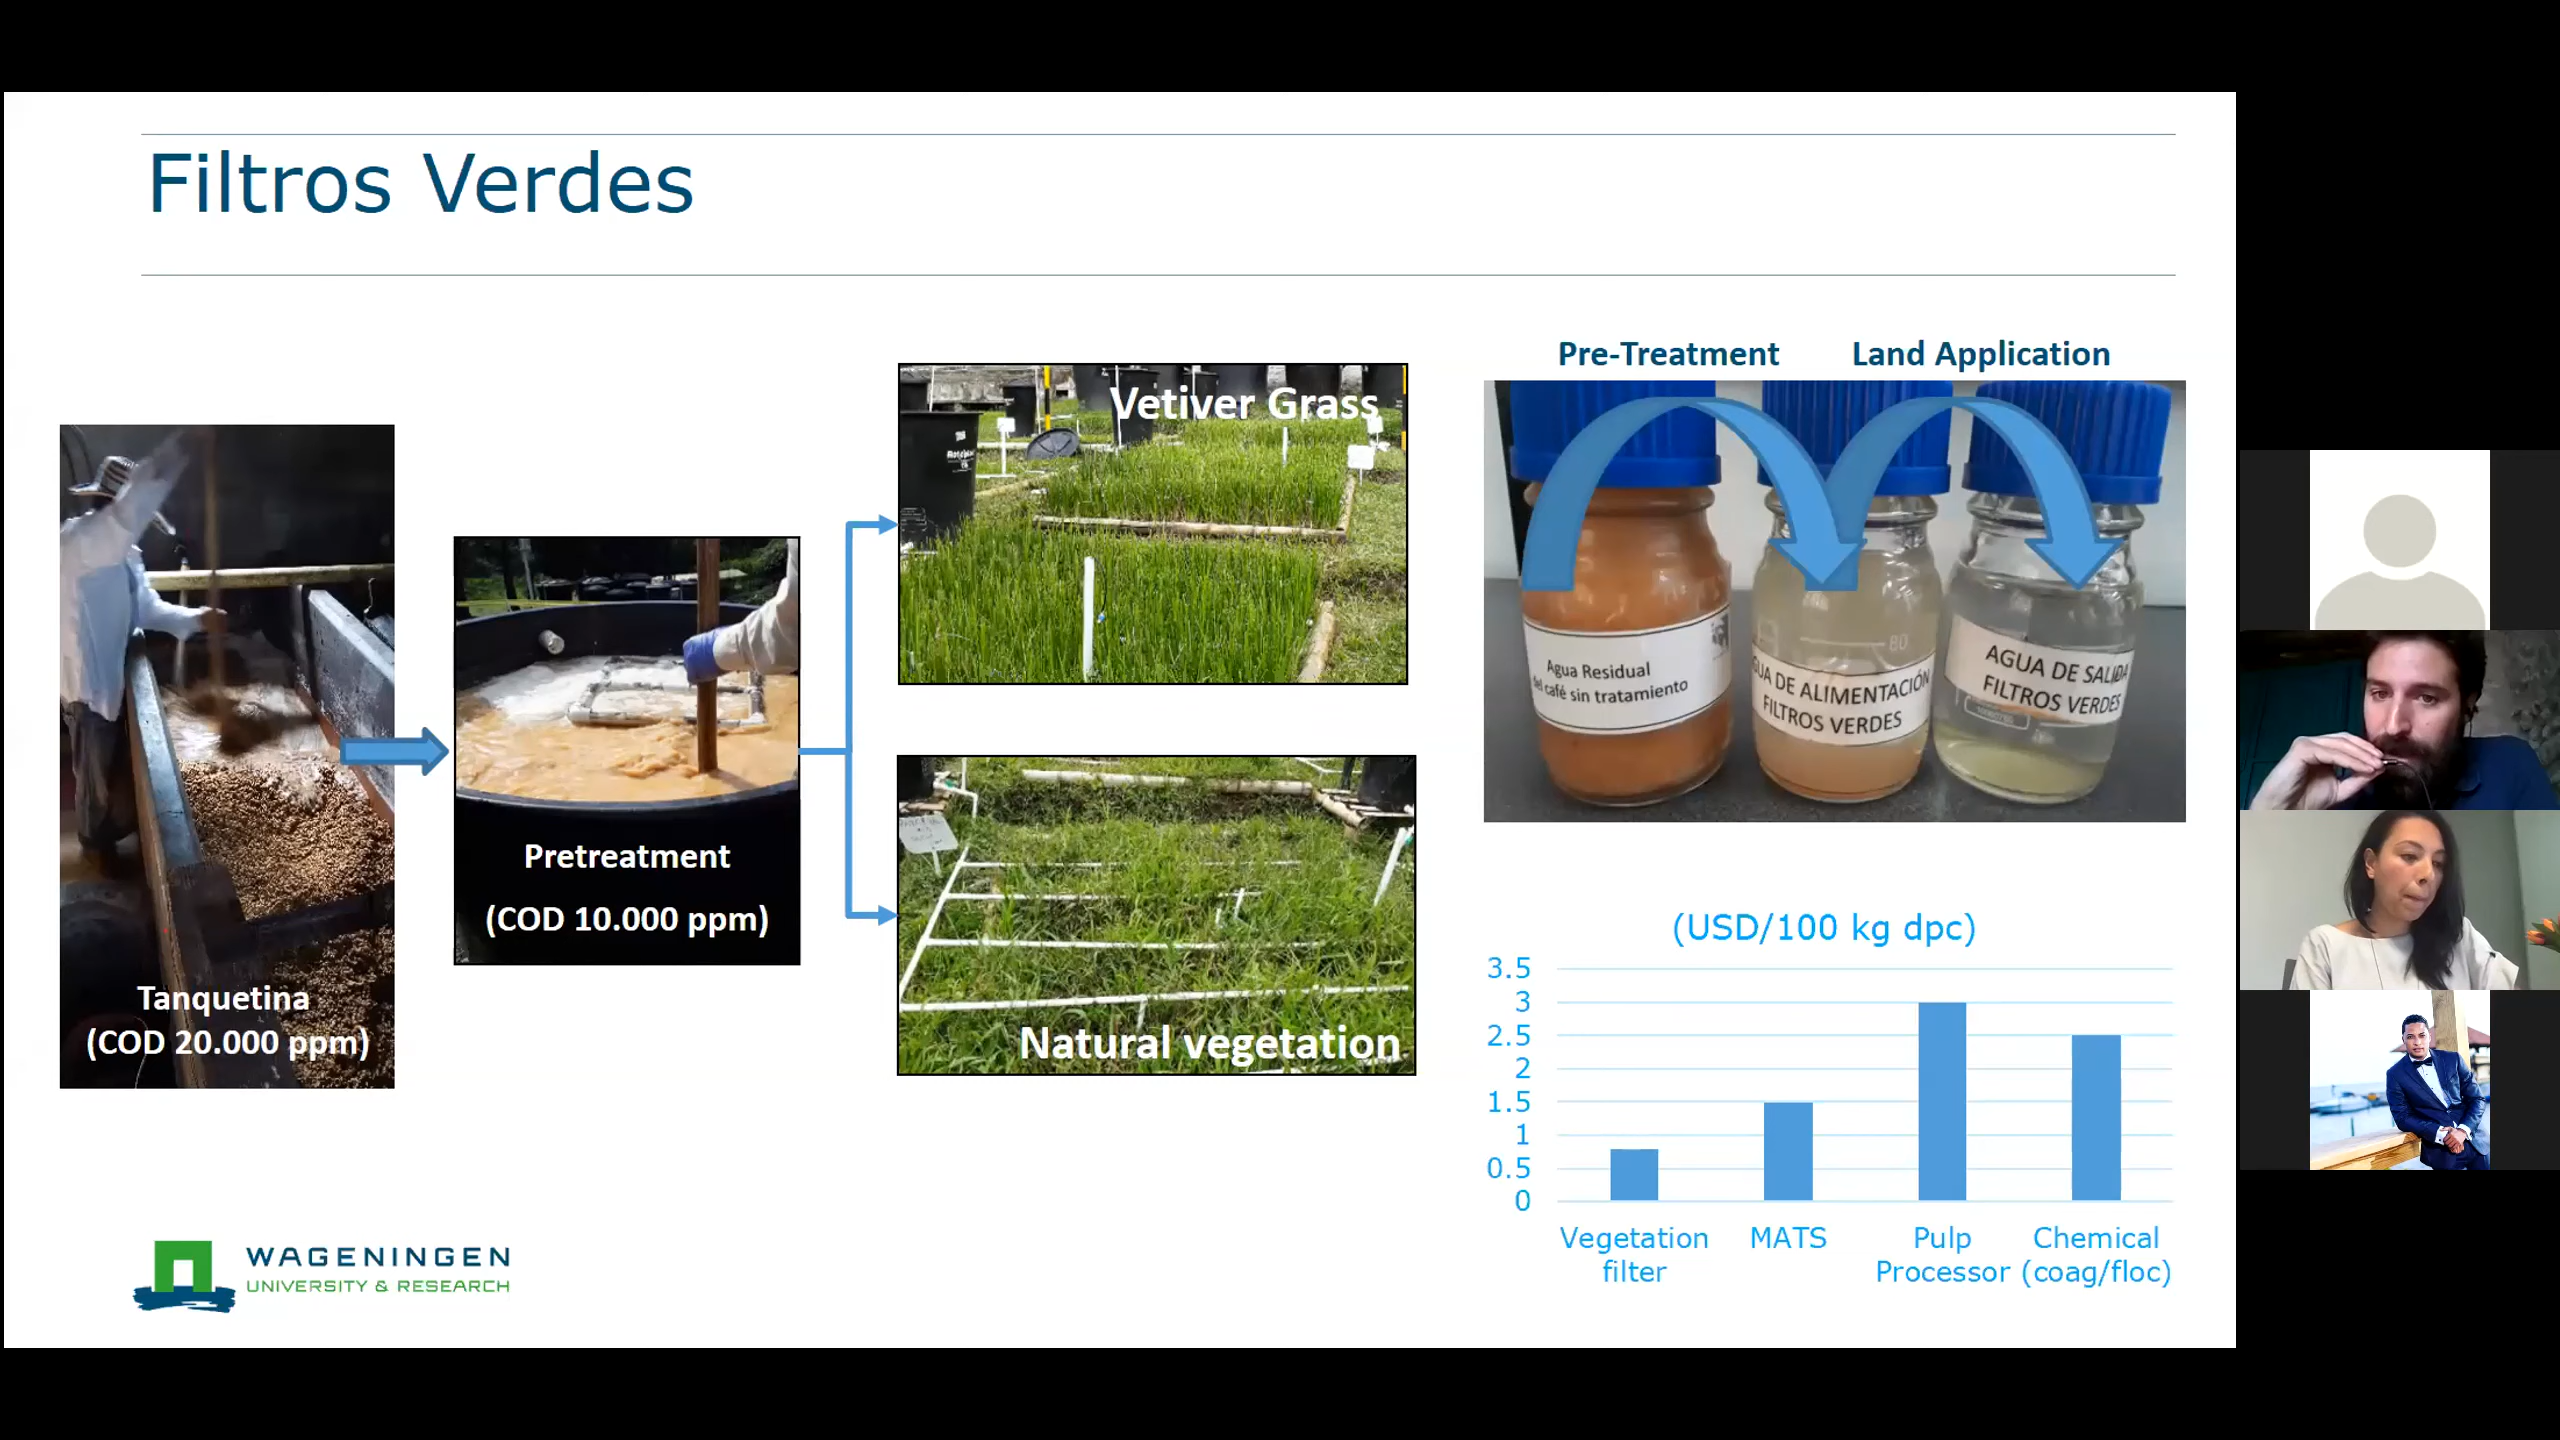 Filtros Verdes
Tanquetina
(COD 20.000 ppm)
Pretreatment
(COD 10.000 ppm)
Vetiver Grass
Natural vegetation
Pre-Treatment
Land Application
Agua Residual
café sin tratamiento
80
DE ALIMENTACIÓN
FILTROS VERDES
AGUA DE SALIDA
FILTROS VERDES
(USD/100 kg dpc)
3.5
3
2.5
2
1.5
1
0.5
0
Vegetation
filter
MATS
Pulp
Processor
Chemical
(coag/floc)
WAGENINGEN
UNIVERSITY & RESEARCH